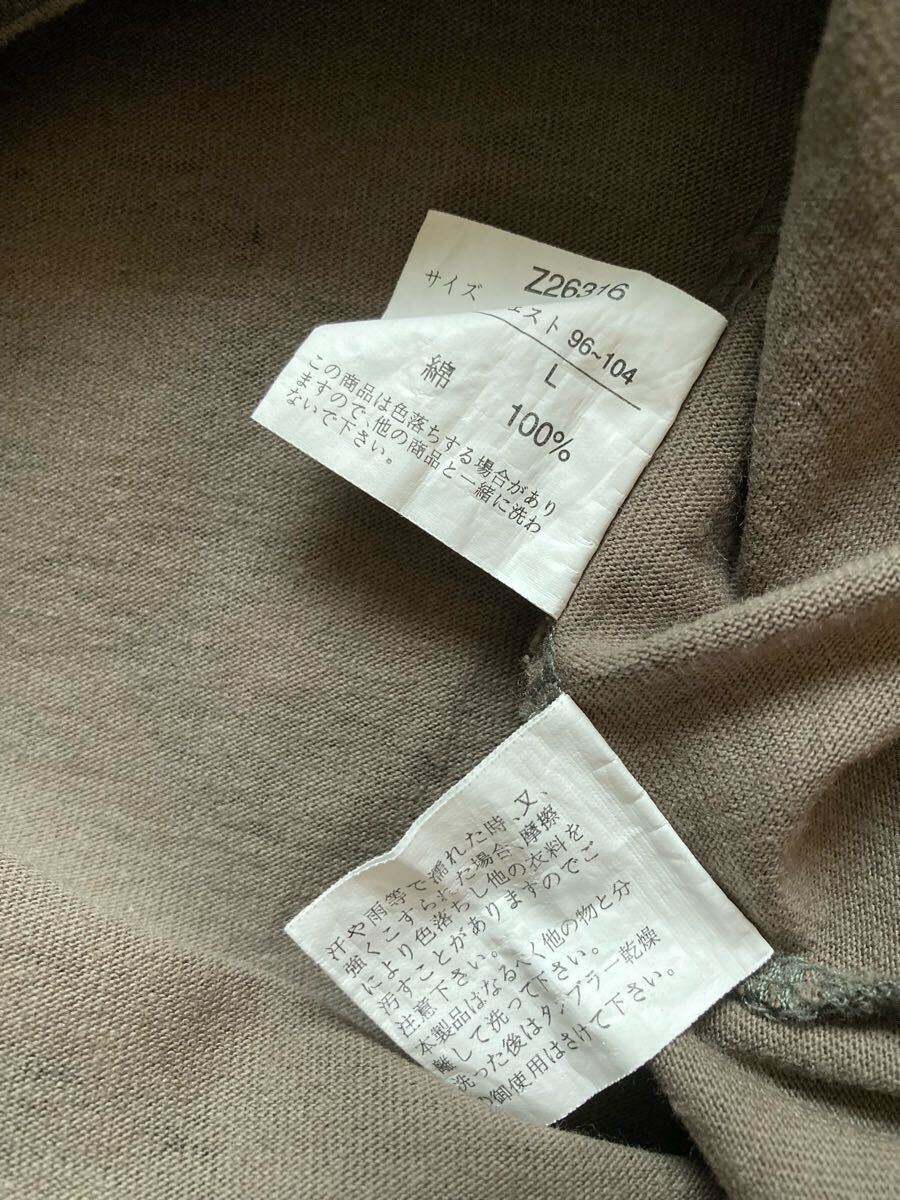 Z26316
サイズ
ェスト 96~104
L
綿 100%
この商品は色落ちする場合があり
ますので、他の商品と一緒に洗わ
ないで下さい。
汗や雨等で濡れた時、又、
強くこすられた場合、摩擦
により色落ちし他の衣料を
汚すことがありますのでご
注意下さい。
本製品はなるべく他の物と分
離して洗って下さい。
洗った後はタンブラー乾燥
の御使用はさけて下さい。